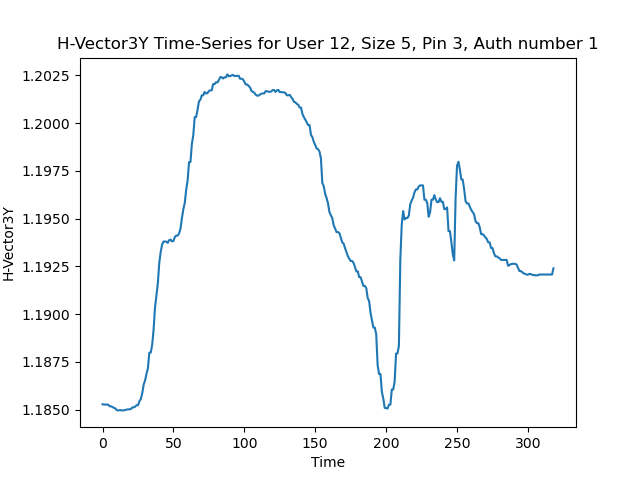 H-Vector3Y Time-Series for User 12, Size 5, Pin 3, Auth number 1
1.2025
1.2000
1.1975
1.1950
1.1925
1.1900
1.1875
1.1850
H-Vector3Y
0 50 100 150 200 250 300
Time